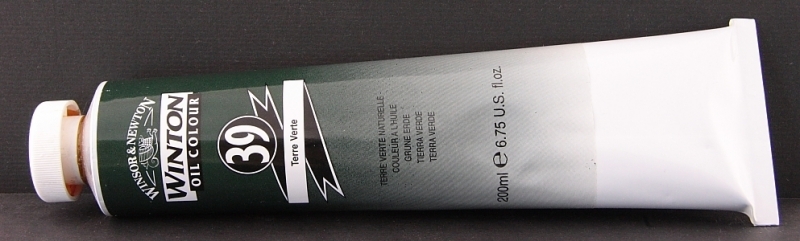 WINSOR & NEWTON
WINTON
OIL COLOUR
39
Terre Verte
TERRE VERTE NATURELLE
COULEUR A L'HUILE
GRÜNE ERDE
TIERRA VERDE
TERRA VERDE
200ml e 6.75 U.S. fl.oz.